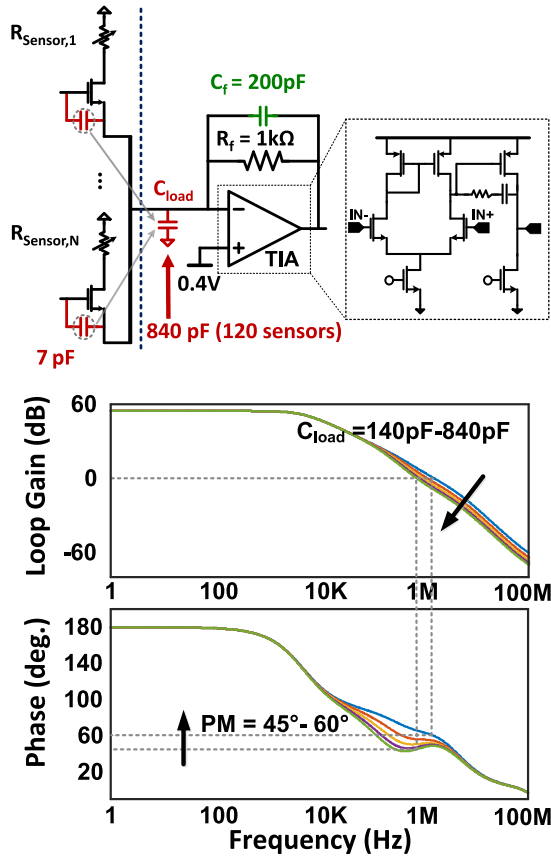 R_Sensor,1
...
R_Sensor,N
7 pF
C_load
840 pF (120 sensors)
C_f = 200pF
R_f = 1kΩ
−
+
TIA
0.4V
IN-
IN+
Loop Gain (dB)
60
0
-60
C_load =140pF-840pF
1
100
10K
1M
100M
Phase (deg.)
180
140
100
60
20
PM = 45°- 60°
1
100
10K
1M
100M
Frequency (Hz)